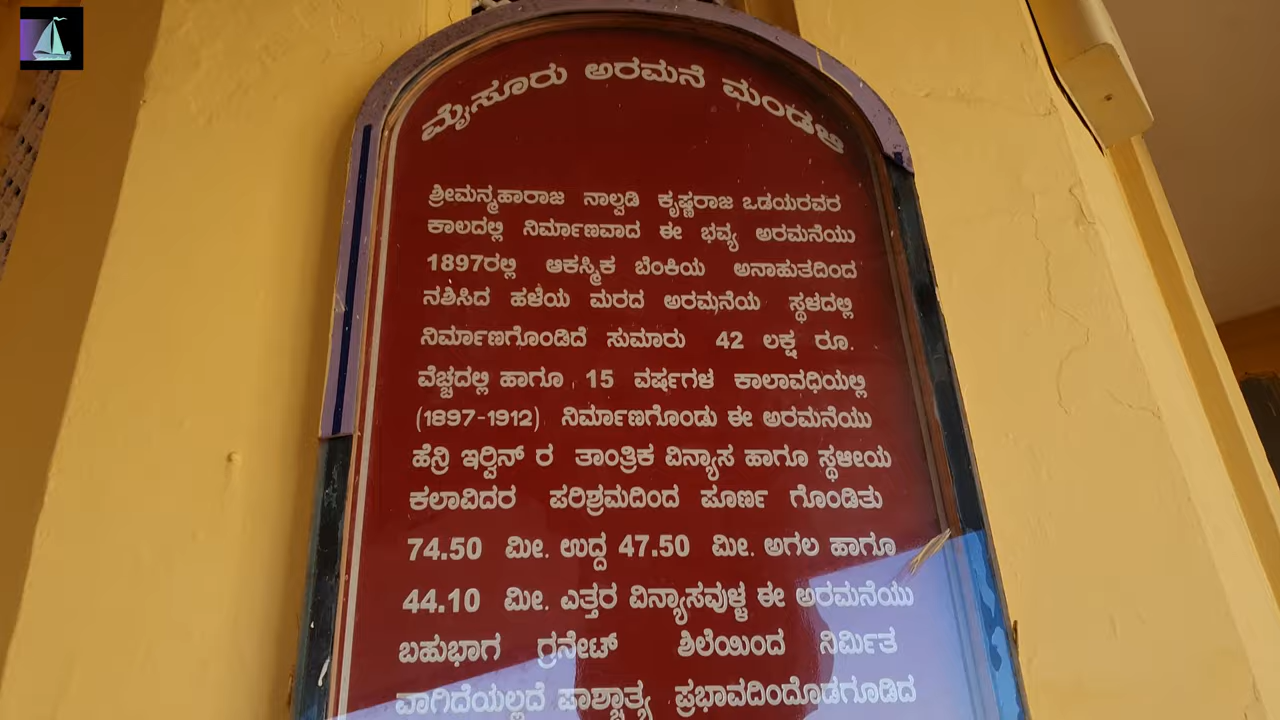 ಮೈಸೂರು ಅರಮನೆ ಮಂಡಳಿ
ಶ್ರೀಮನ್ಮಹಾರಾಜ ನಾಲ್ವಡಿ ಕೃಷ್ಣರಾಜ ಒಡಯರವರ
ಕಾಲದಲ್ಲಿ ನಿರ್ಮಾಣವಾದ ಈ ಭವ್ಯ ಅರಮನೆಯು
1897ರಲ್ಲಿ ಆಕಸ್ಮಿಕ ಬೆಂಕಿಯ ಅನಾಹುತದಿಂದ
ನಶಿಸಿದ ಹಳೆಯ ಮರದ ಅರಮನೆಯ ಸ್ಥಳದಲ್ಲಿ
ನಿರ್ಮಾಣಗೊಂಡಿದೆ ಸುಮಾರು 42 ಲಕ್ಷ ರೂ.
ವೆಚ್ಚದಲ್ಲಿ ಹಾಗೂ 15 ವರ್ಷಗಳ ಕಾಲಾವಧಿಯಲ್ಲಿ
(1897-1912) ನಿರ್ಮಾಣಗೊಂಡು ಈ ಅರಮನೆಯು
ಹೆನ್ರಿ ಇರ್‍ವಿನ್ ರ ತಾಂತ್ರಿಕ ವಿನ್ಯಾಸ ಹಾಗೂ ಸ್ಥಳೀಯ
ಕಲಾವಿದರ ಪರಿಶ್ರಮದಿಂದ ಪೂರ್ಣ ಗೊಂಡಿತು
74.50 ಮೀ. ಉದ್ದ 47.50 ಮೀ. ಅಗಲ ಹಾಗೂ
44.10 ಮೀ. ಎತ್ತರ ವಿನ್ಯಾಸವುಳ್ಳ ಈ ಅರಮನೆಯು
ಬಹುಭಾಗ ಗ್ರನೇಟ್ ಶಿಲೆಯಿಂದ ನಿರ್ಮಿತ
ವಾಗಿದೆಯಲ್ಲದೆ ಪಾಶ್ಚಾತ್ಯ ಪ್ರಭಾವದಿಂದೊಡಗೂಡಿದ